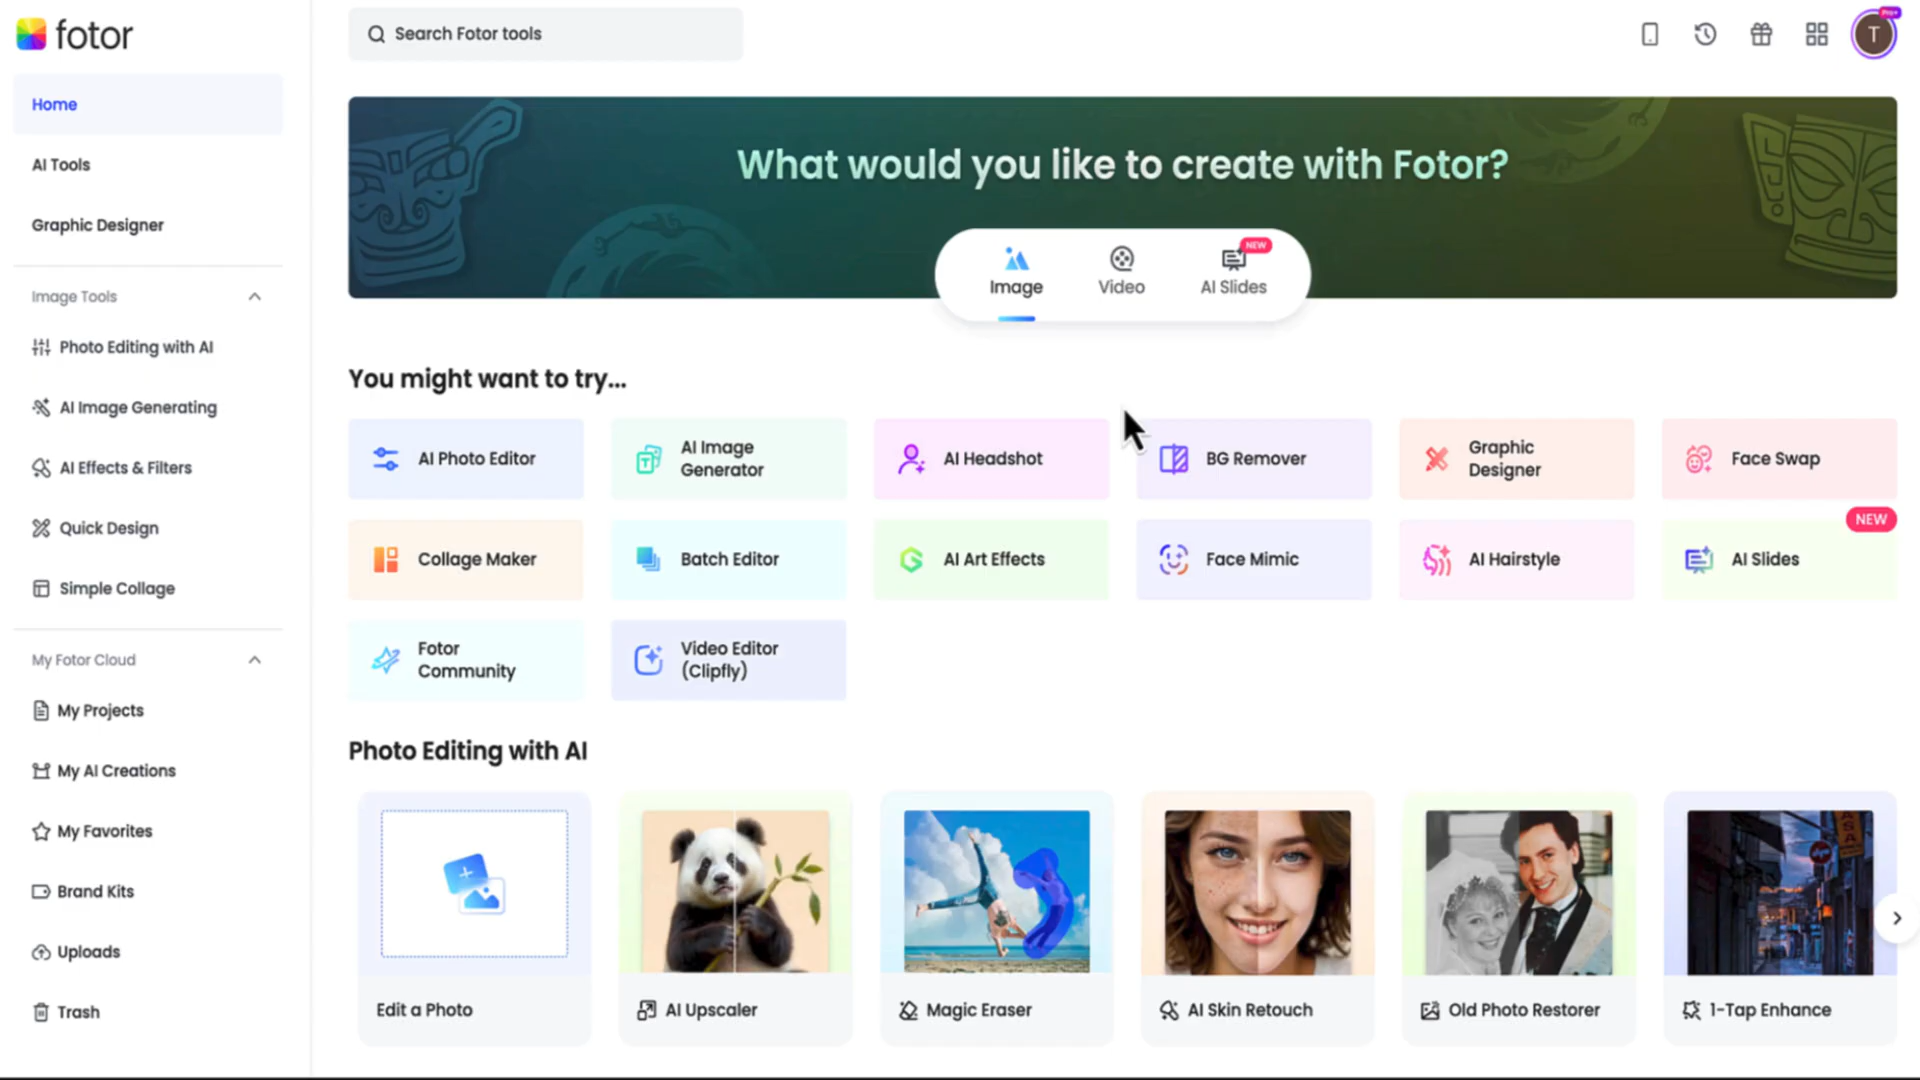 fotor
Search Fotor tools
T
Pro+
Home
AI Tools
Graphic Designer
Image Tools
Photo Editing with AI
AI Image Generating
AI Effects & Filters
Quick Design
Simple Collage
My Fotor Cloud
My Projects
My AI Creations
My Favorites
Brand Kits
Uploads
Trash
What would you like to create with Fotor?
Image
Video
NEW
AI Slides
You might want to try...
AI Photo Editor
AI Image
Generator
AI Headshot
BG Remover
Graphic
Designer
Face Swap
Collage Maker
Batch Editor
AI Art Effects
Face Mimic
AI Hairstyle
NEW
AI Slides
Fotor
Community
Video Editor
(Clipfly)
Photo Editing with AI
Edit a Photo
AI Upscaler
Magic Eraser
AI Skin Retouch
Old Photo Restorer
1-Tap Enhance